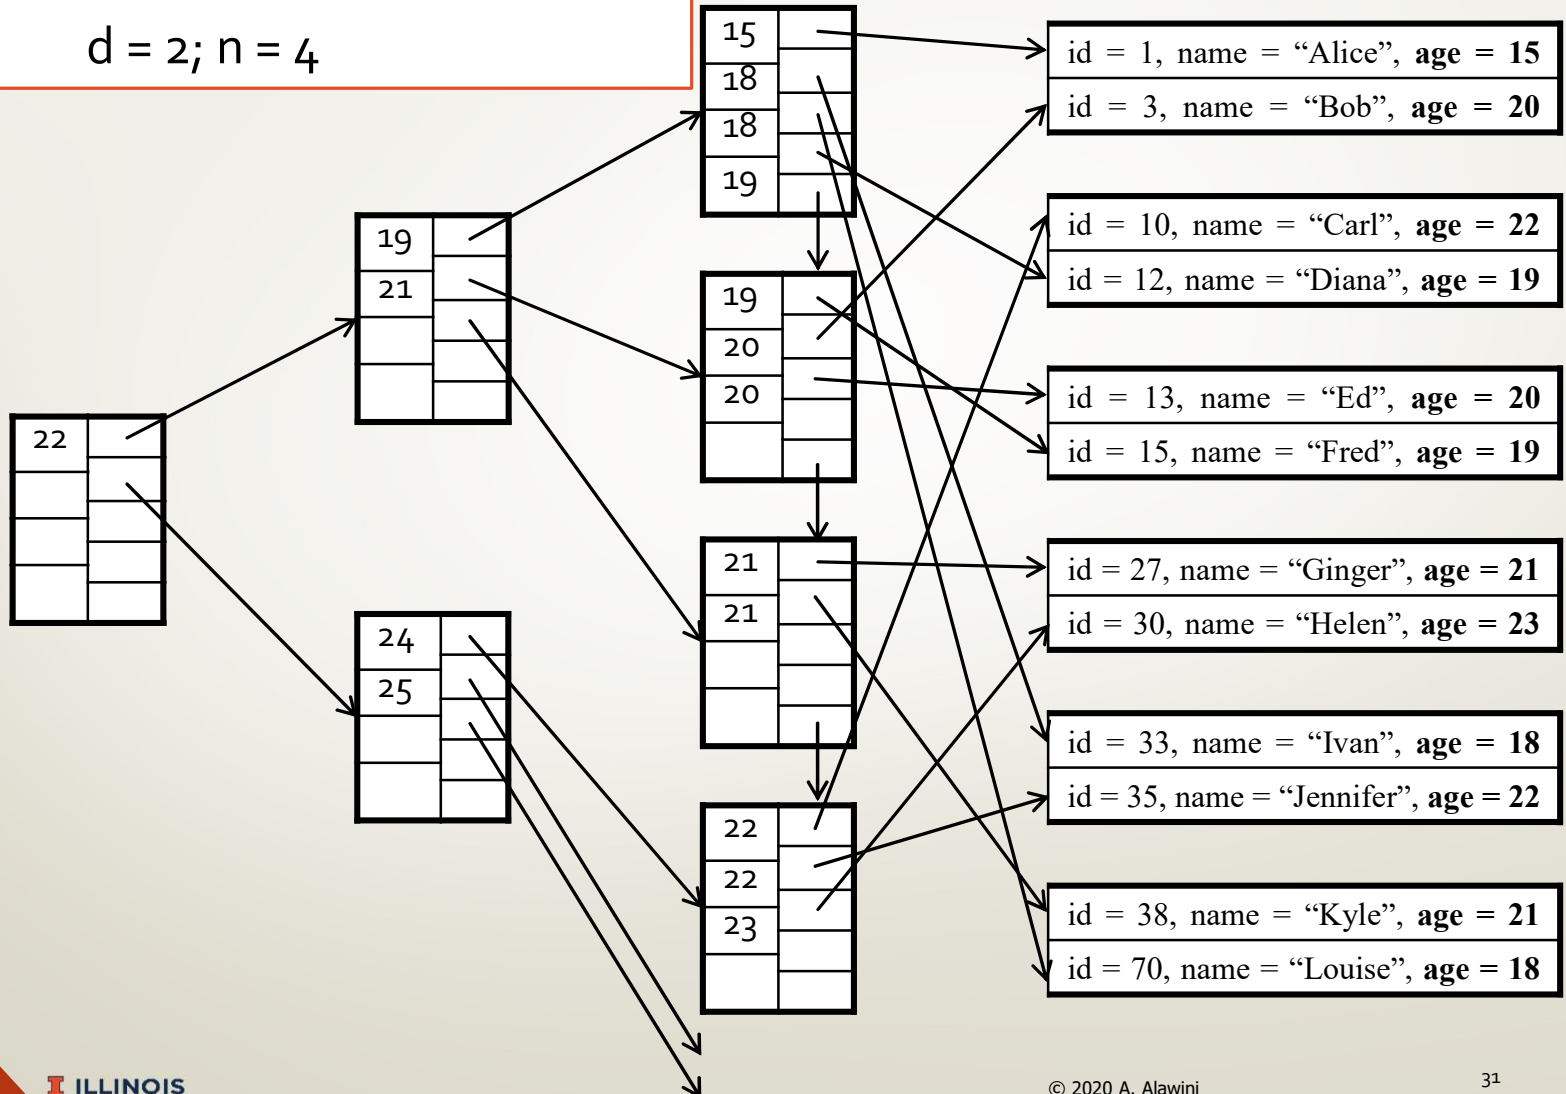 d = 2; n = 4
22
19
21
24
25
15
18
18
19
19
20
20
21
21
22
22
23
id = 1, name = “Alice”, age = 15
id = 3, name = “Bob”, age = 20
id = 10, name = “Carl”, age = 22
id = 12, name = “Diana”, age = 19
id = 13, name = “Ed”, age = 20
id = 15, name = “Fred”, age = 19
id = 27, name = “Ginger”, age = 21
id = 30, name = “Helen”, age = 23
id = 33, name = “Ivan”, age = 18
id = 35, name = “Jennifer”, age = 22
id = 38, name = “Kyle”, age = 21
id = 70, name = “Louise”, age = 18
I ILLINOIS
© 2020 A. Alawini
31